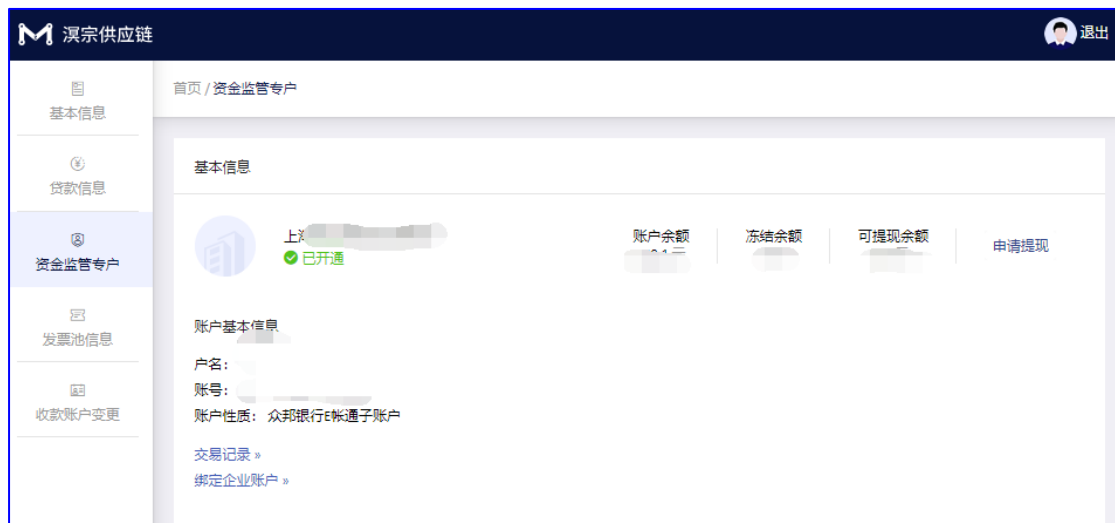 溟宗供应链
退出
首页 / 资金监管专户
基本信息
贷款信息
资金监管专户
发票池信息
收款账户变更
基本信息
上海
已开通
账户余额
冻结余额
可提现余额
申请提现
账户基本信息
户名：
账号：
账户性质： 众邦银行E帐通子账户
交易记录 »
绑定企业账户 »